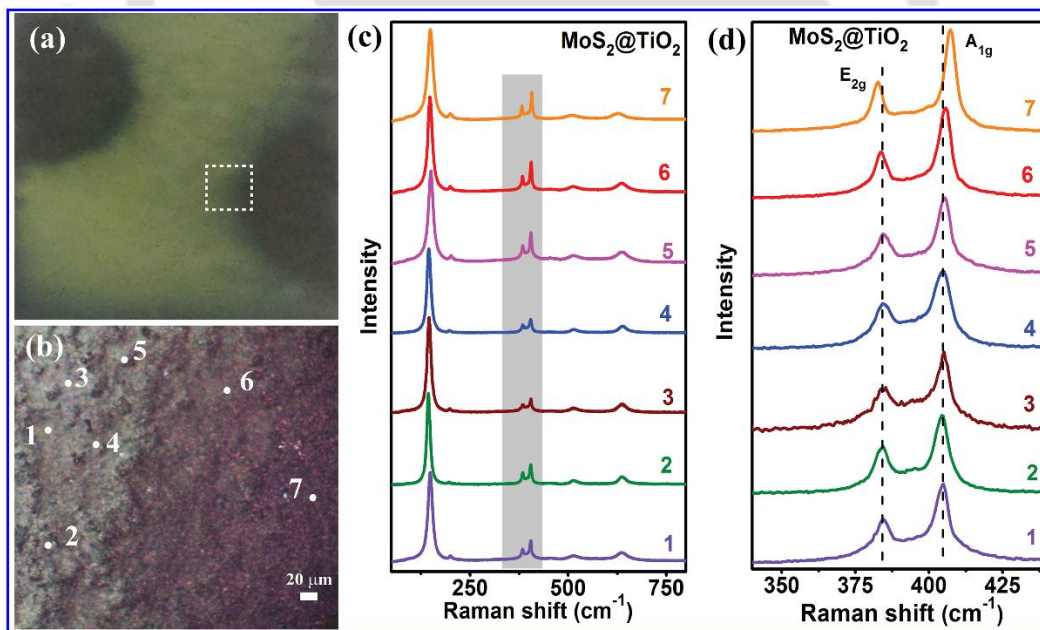 (a)
(b)
1
2
3
4
5
6
7
20 μm
(c)
MoS₂@TiO₂
7
6
5
4
3
2
1
Intensity
250 500 750
Raman shift (cm⁻¹)
(d)
MoS₂@TiO₂
E₂g
A₁g
7
6
5
4
3
2
1
Intensity
350 375 400 425
Raman shift (cm⁻¹)